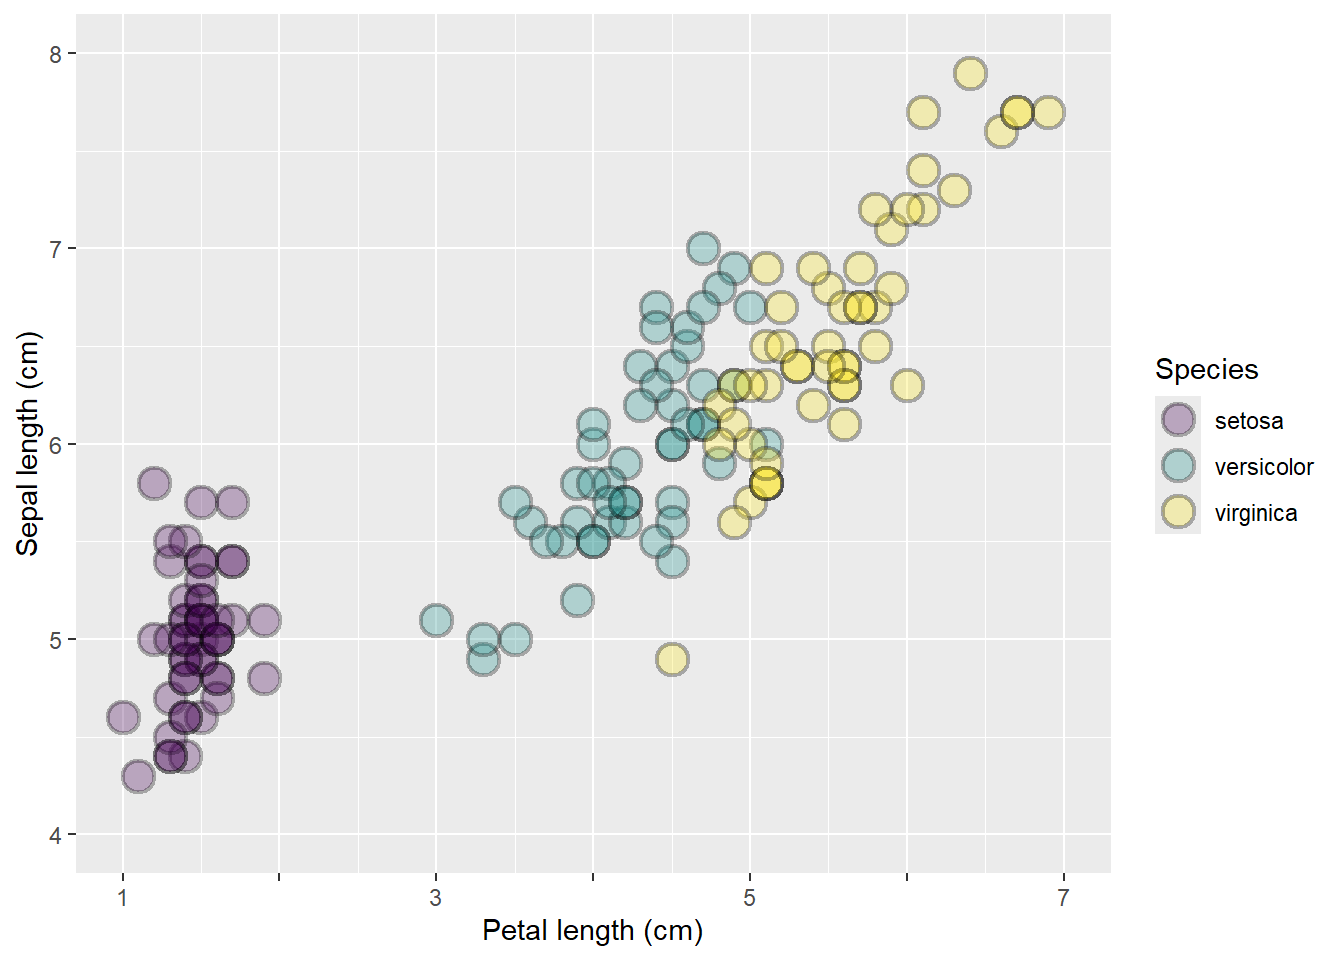 8
7
6
5
4
Sepal length (cm)
1
3
5
7
Petal length (cm)
Species
setosa
versicolor
virginica